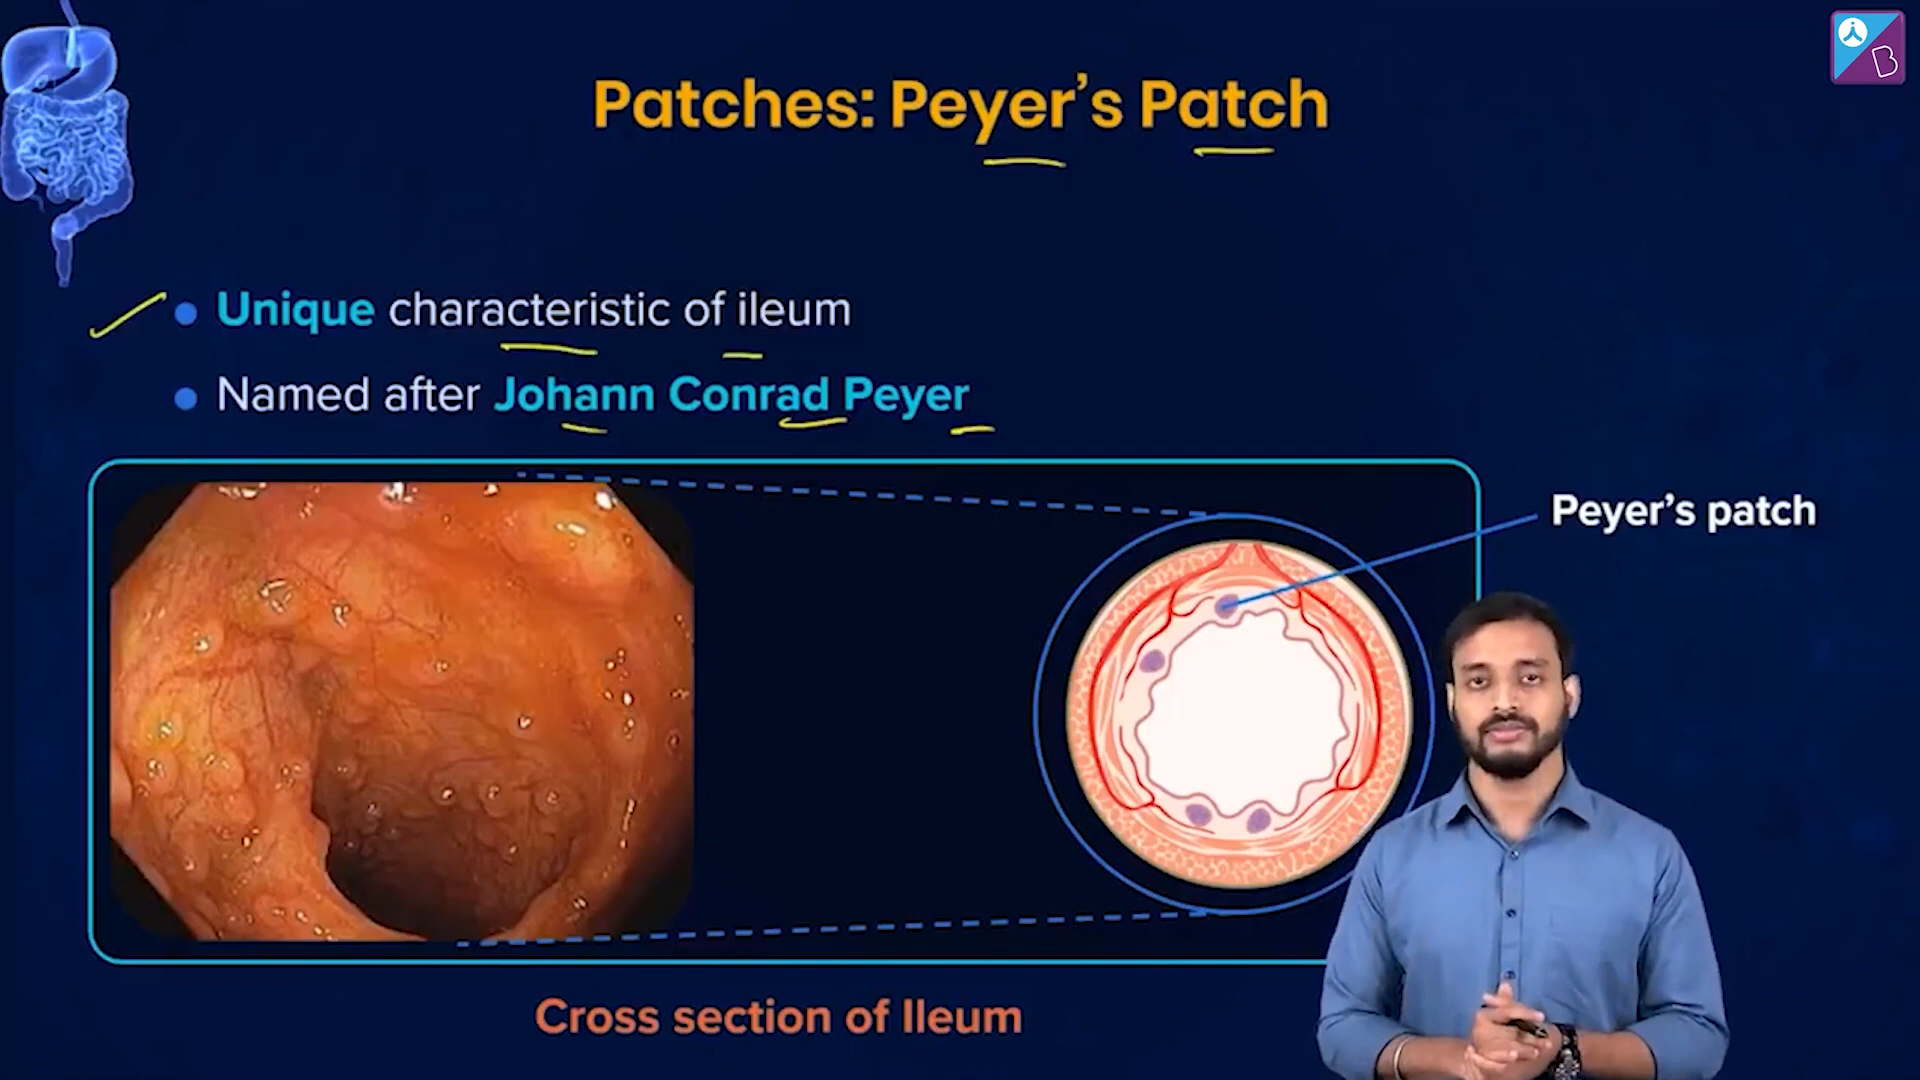 Patches: Peyer's Patch
Unique characteristic of ileum
Named after Johann Conrad Peyer
Peyer's patch
Cross section of Ileum
B